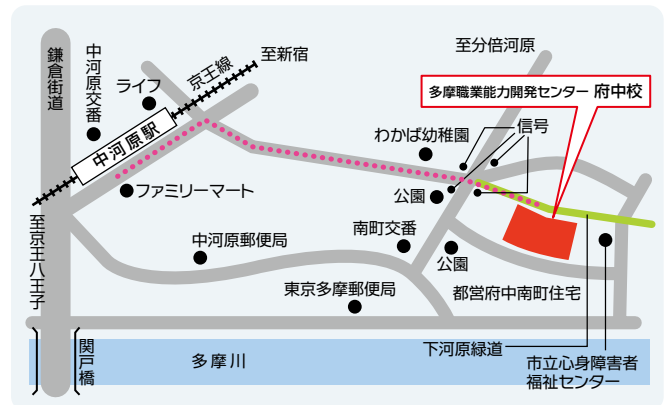 鎌倉街道
中河原交番
ライフ
京王線
至新宿
至分倍河原
多摩職業能力開発センター 府中校
中河原駅
わかば幼稚園
信号
ファミリーマート
公園
至京王八王子
中河原郵便局
南町交番
公園
東京多摩郵便局
都営府中南町住宅
関戸橋
多摩川
下河原緑道
市立心身障害者
福祉センター